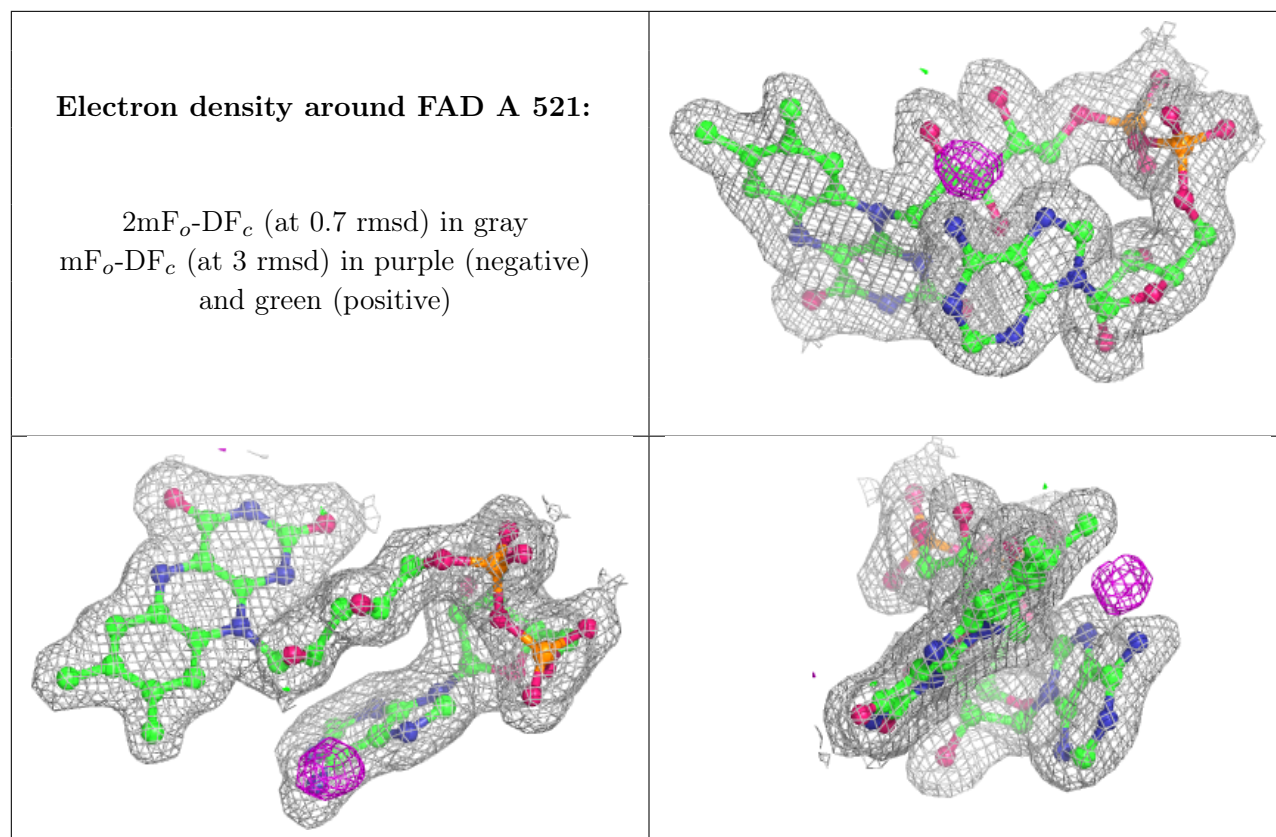 Electron density around FAD A 521:
2mFₒ-DF𝒸 (at 0.7 rmsd) in gray
mFₒ-DF𝒸 (at 3 rmsd) in purple (negative)
and green (positive)